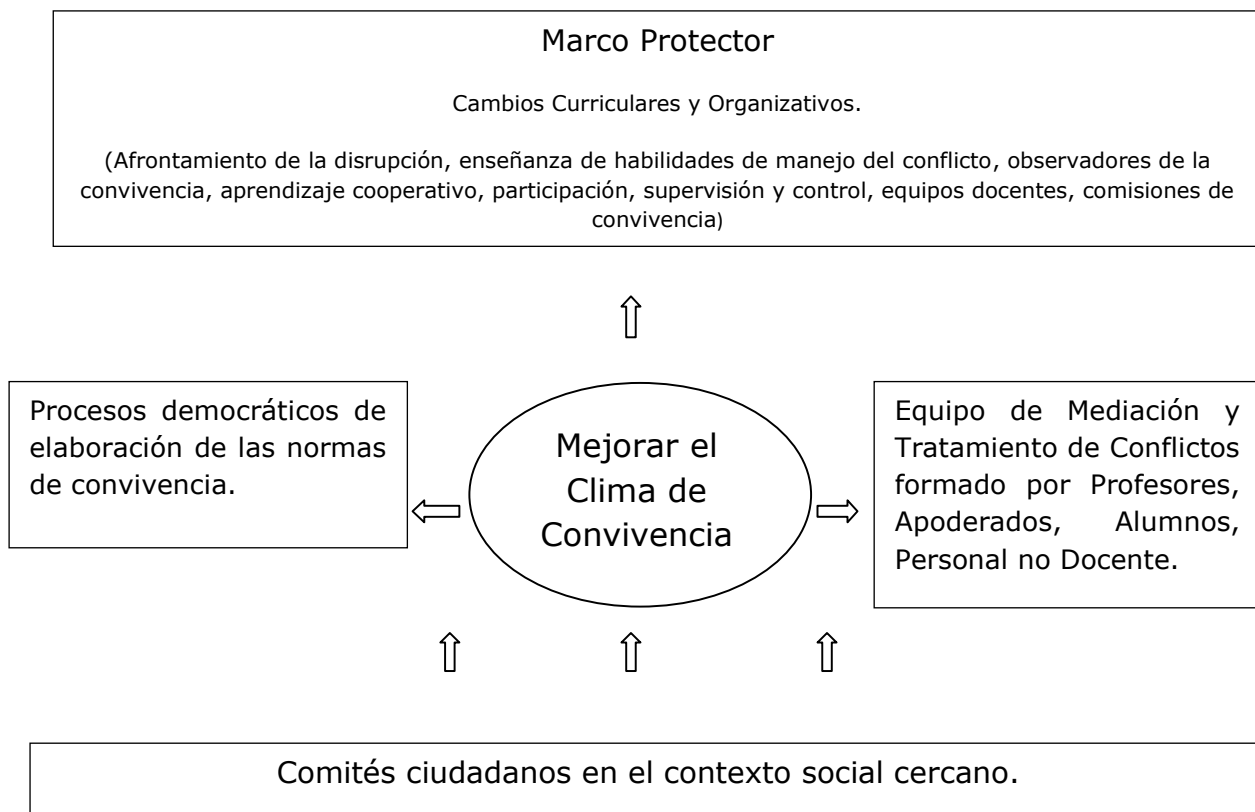 Marco Protector
Cambios Curriculares y Organizativos.
(Afrontamiento de la disrupción, enseñanza de habilidades de manejo del conflicto, observadores de la
convivencia, aprendizaje cooperativo, participación, supervisión y control, equipos docentes, comisiones de
convivencia)
Procesos democráticos de
elaboración de las normas
de convivencia.
Mejorar el
Clima de
Convivencia
Equipo de Mediación y
Tratamiento de Conflictos
formado por Profesores,
Apoderados, Alumnos,
Personal no Docente.
Comités ciudadanos en el contexto social cercano.